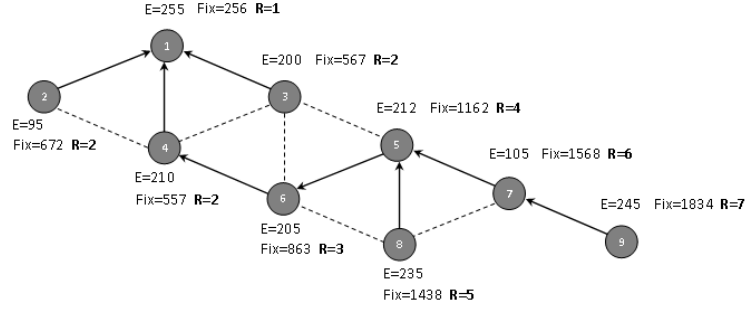 E=255 Fix=256 R=1
1
E=200 Fix=567 R=2
2
3
E=95
Fix=672 R=2
E=212 Fix=1162 R=4
4
5
E=105 Fix=1568 R=6
E=210
Fix=557 R=2
6
7
E=245 Fix=1834 R=7
E=205
Fix=863 R=3
8
9
E=235
Fix=1438 R=5